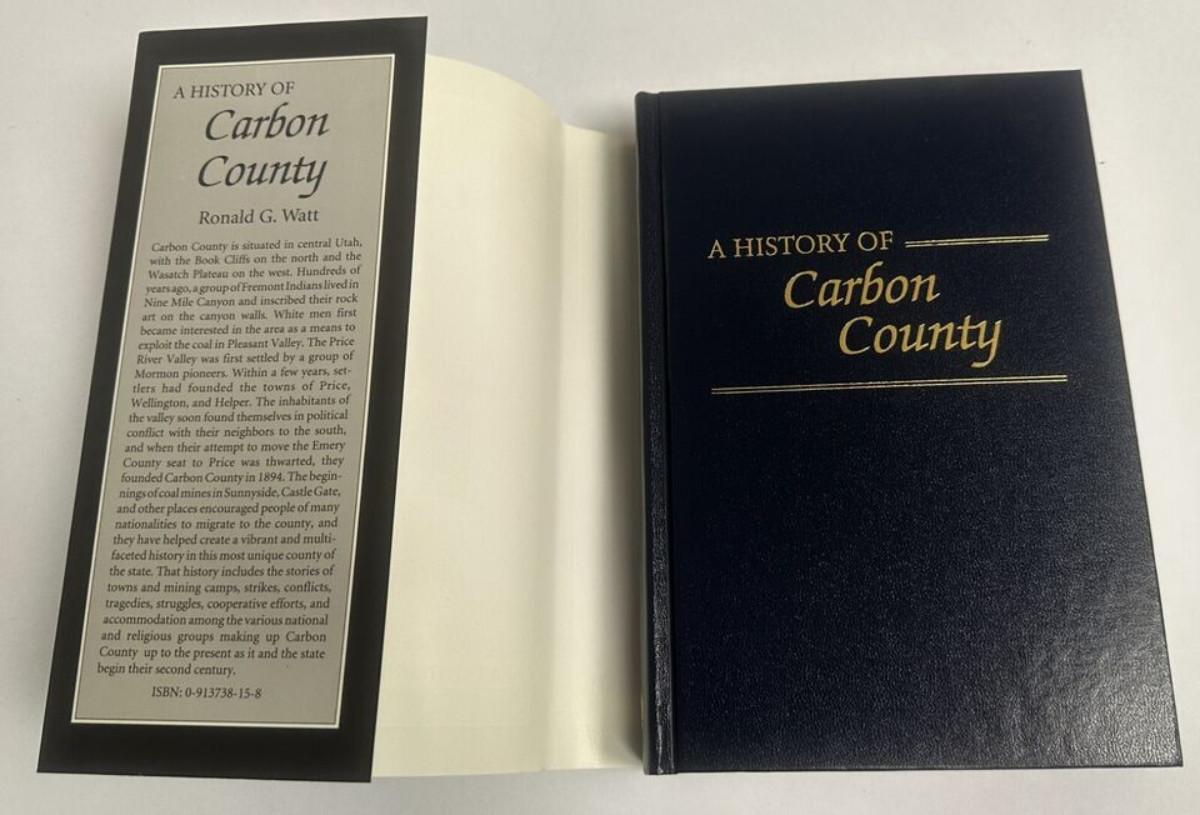 A HISTORY OF
Carbon
County
Ronald G. Watt
Carbon County is situated in central Utah,
with the Book Cliffs on the north and the
Wasatch Plateau on the west. Hundreds of
years ago, a group of Fremont Indians lived in
Nine Mile Canyon and inscribed their rock
art on the canyon walls. White men first
became interested in the area as a means to
exploit the coal in Pleasant Valley. The Price
River Valley was first settled by a group of
Mormon pioneers. Within a few years, set-
tlers had founded the towns of Price,
Wellington, and Helper. The inhabitants of
the valley soon found themselves in political
conflict with their neighbors to the south,
and when their attempt to move the Emery
County seat to Price was thwarted, they
founded Carbon County in 1894. The begin-
nings of coal mines in Sunnyside, Castle Gate,
and other places encouraged people of many
nationalities to migrate to the county, and
they have helped create a vibrant and multi-
faceted history in this most unique county of
the state. That history includes the stories of
towns and mining camps, strikes, conflicts,
tragedies, struggles, cooperative efforts, and
accommodation among the various national
and religious groups making up Carbon
County up to the present as it and the state
begin their second century.
ISBN: 0-913738-15-8
A HISTORY OF
Carbon
County